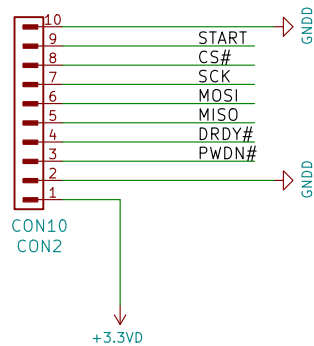 10
GNDD
9 START
8 CS#
7 SCK
6 MOSI
5 MISO
4 DRDY#
3 PWDN#
2
GNDD
1
CON10
CON2
+3.3VD